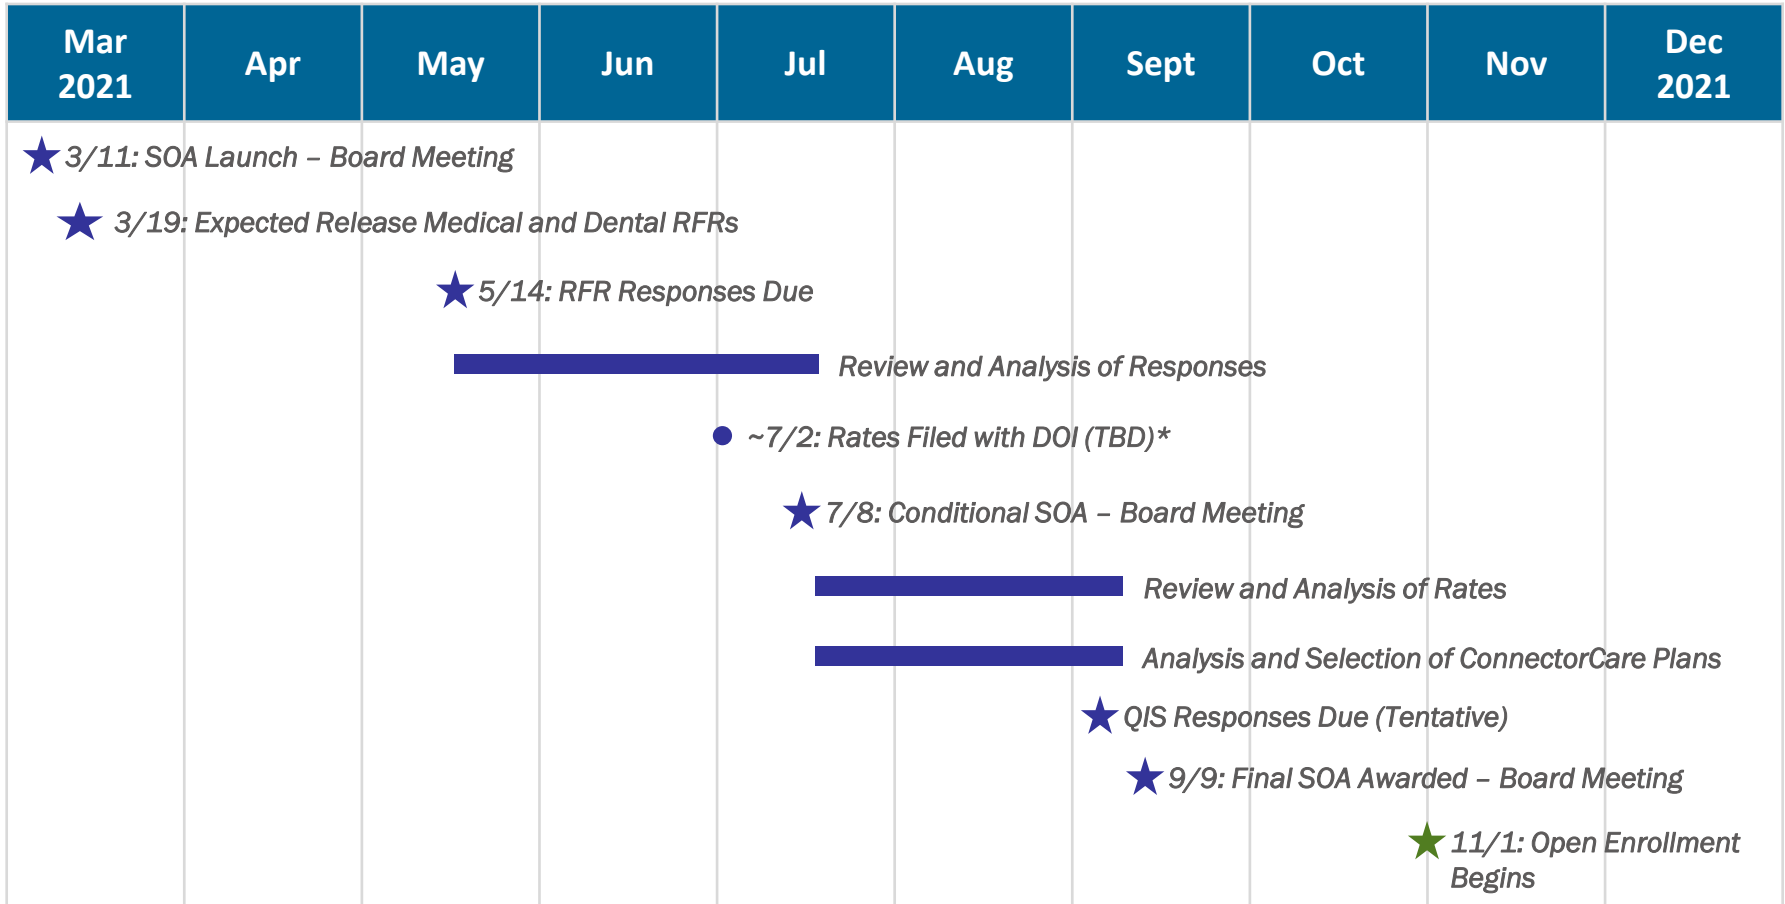 Mar
2021
Apr
May
Jun
Jul
Aug
Sept
Oct
Nov
Dec
2021
3/11: SOA Launch – Board Meeting
3/19: Expected Release Medical and Dental RFRs
5/14: RFR Responses Due
Review and Analysis of Responses
~7/2: Rates Filed with DOI (TBD)*
7/8: Conditional SOA – Board Meeting
Review and Analysis of Rates
Analysis and Selection of ConnectorCare Plans
QIS Responses Due (Tentative)
9/9: Final SOA Awarded – Board Meeting
11/1: Open Enrollment
Begins